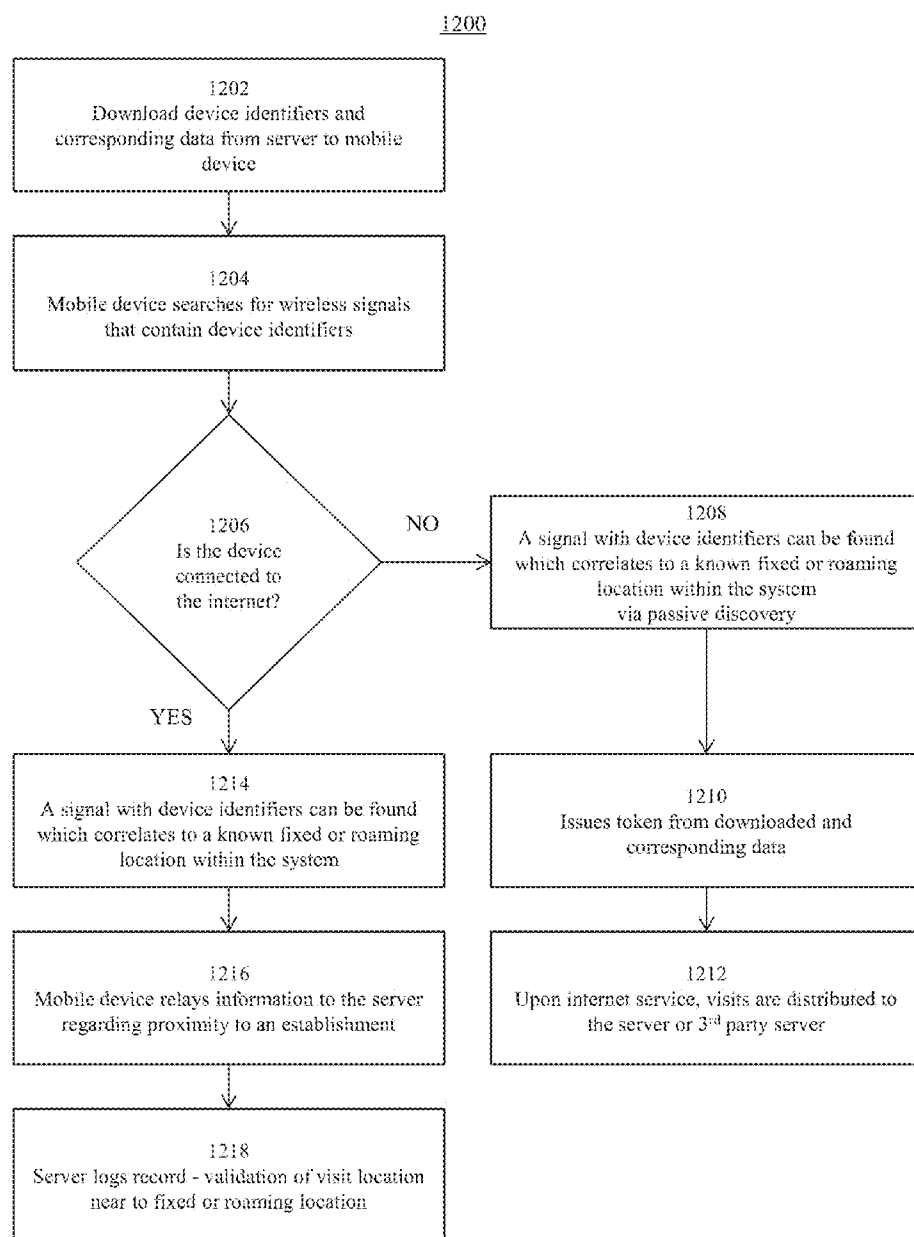 1200
1202
Download device identifiers and
corresponding data from server to mobile
device
1204
Mobile device searches for wireless signals
that contain device identifiers
1206
Is the device
connected to
the internet?
NO
1208
A signal with device identifiers can be found
which correlates to a known fixed or roaming
location within the system
via passive discovery
YES
1214
A signal with device identifiers can be found
which correlates to a known fixed or roaming
location within the system
1210
Issues token from downloaded and
corresponding data
1216
Mobile device relays information to the server
regarding proximity to an establishment
1212
Upon internet service, visits are distributed to
the server or 3rd party server
1218
Server logs record - validation of visit location
near to fixed or roaming location